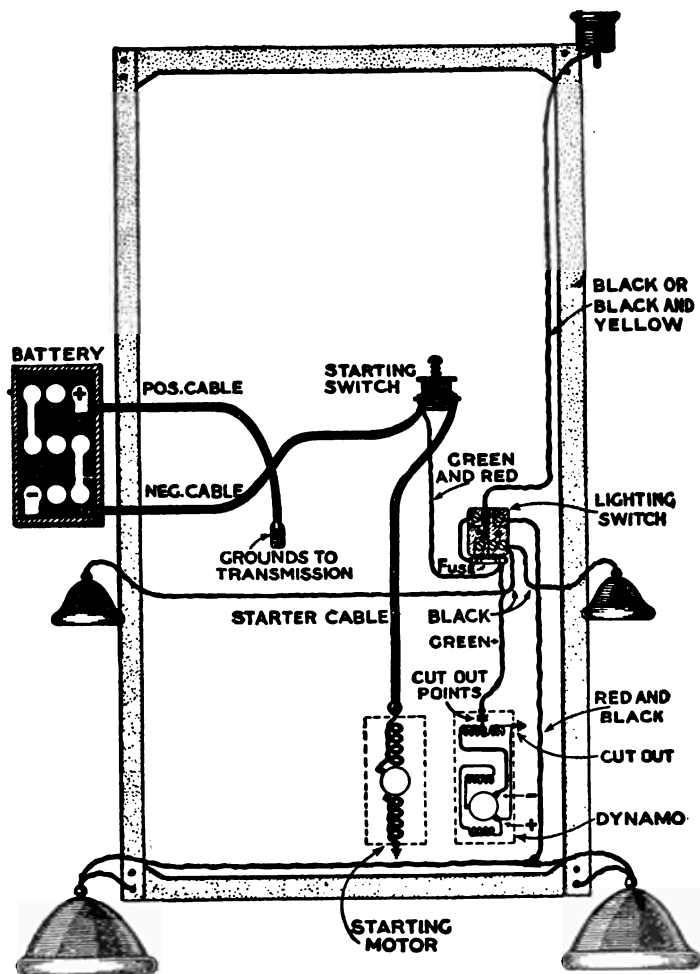 BLACK OR
BLACK AND
YELLOW
BATTERY
+
-
POS. CABLE
NEG. CABLE
STARTING
SWITCH
GREEN
AND RED
LIGHTING
SWITCH
GROUNDS TO
TRANSMISSION
Fuse
STARTER CABLE
BLACK
GREEN
CUT OUT
POINTS
RED AND
BLACK
CUT OUT
-
+
DYNAMO
STARTING
MOTOR